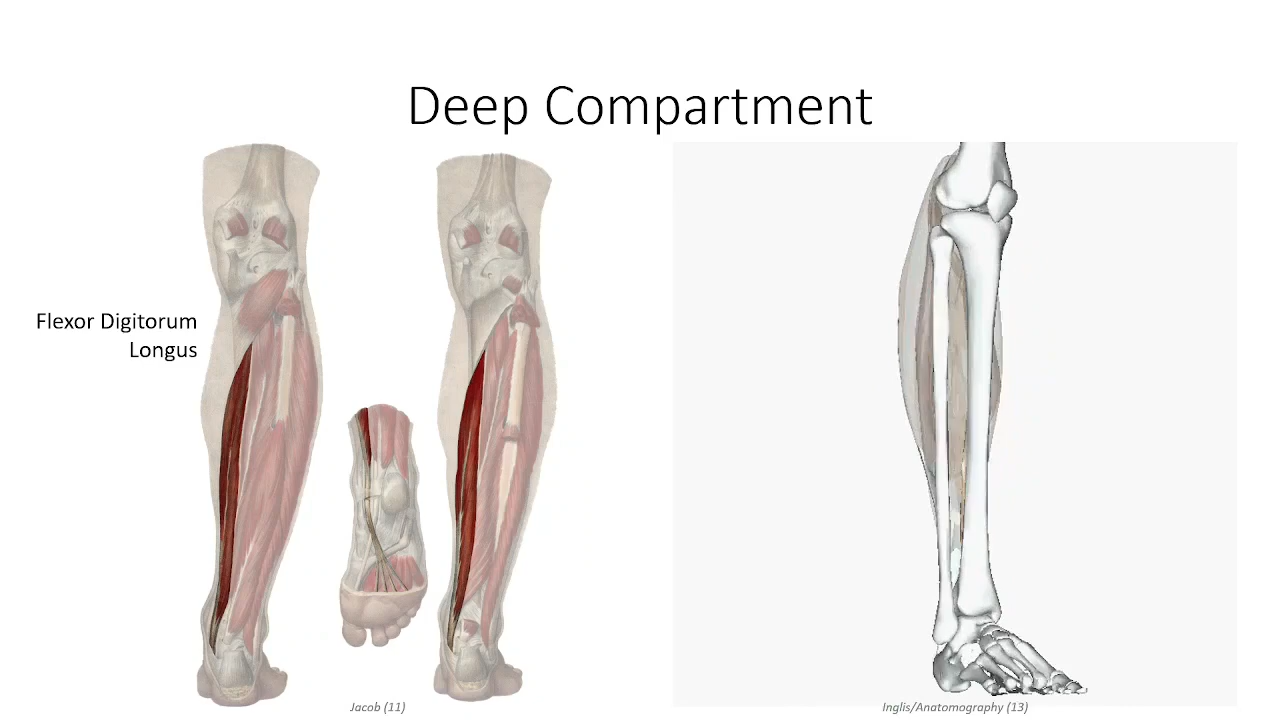 Deep Compartment
Flexor Digitorum
Longus
Jacob (11)
Inglis/Anatomography (13)